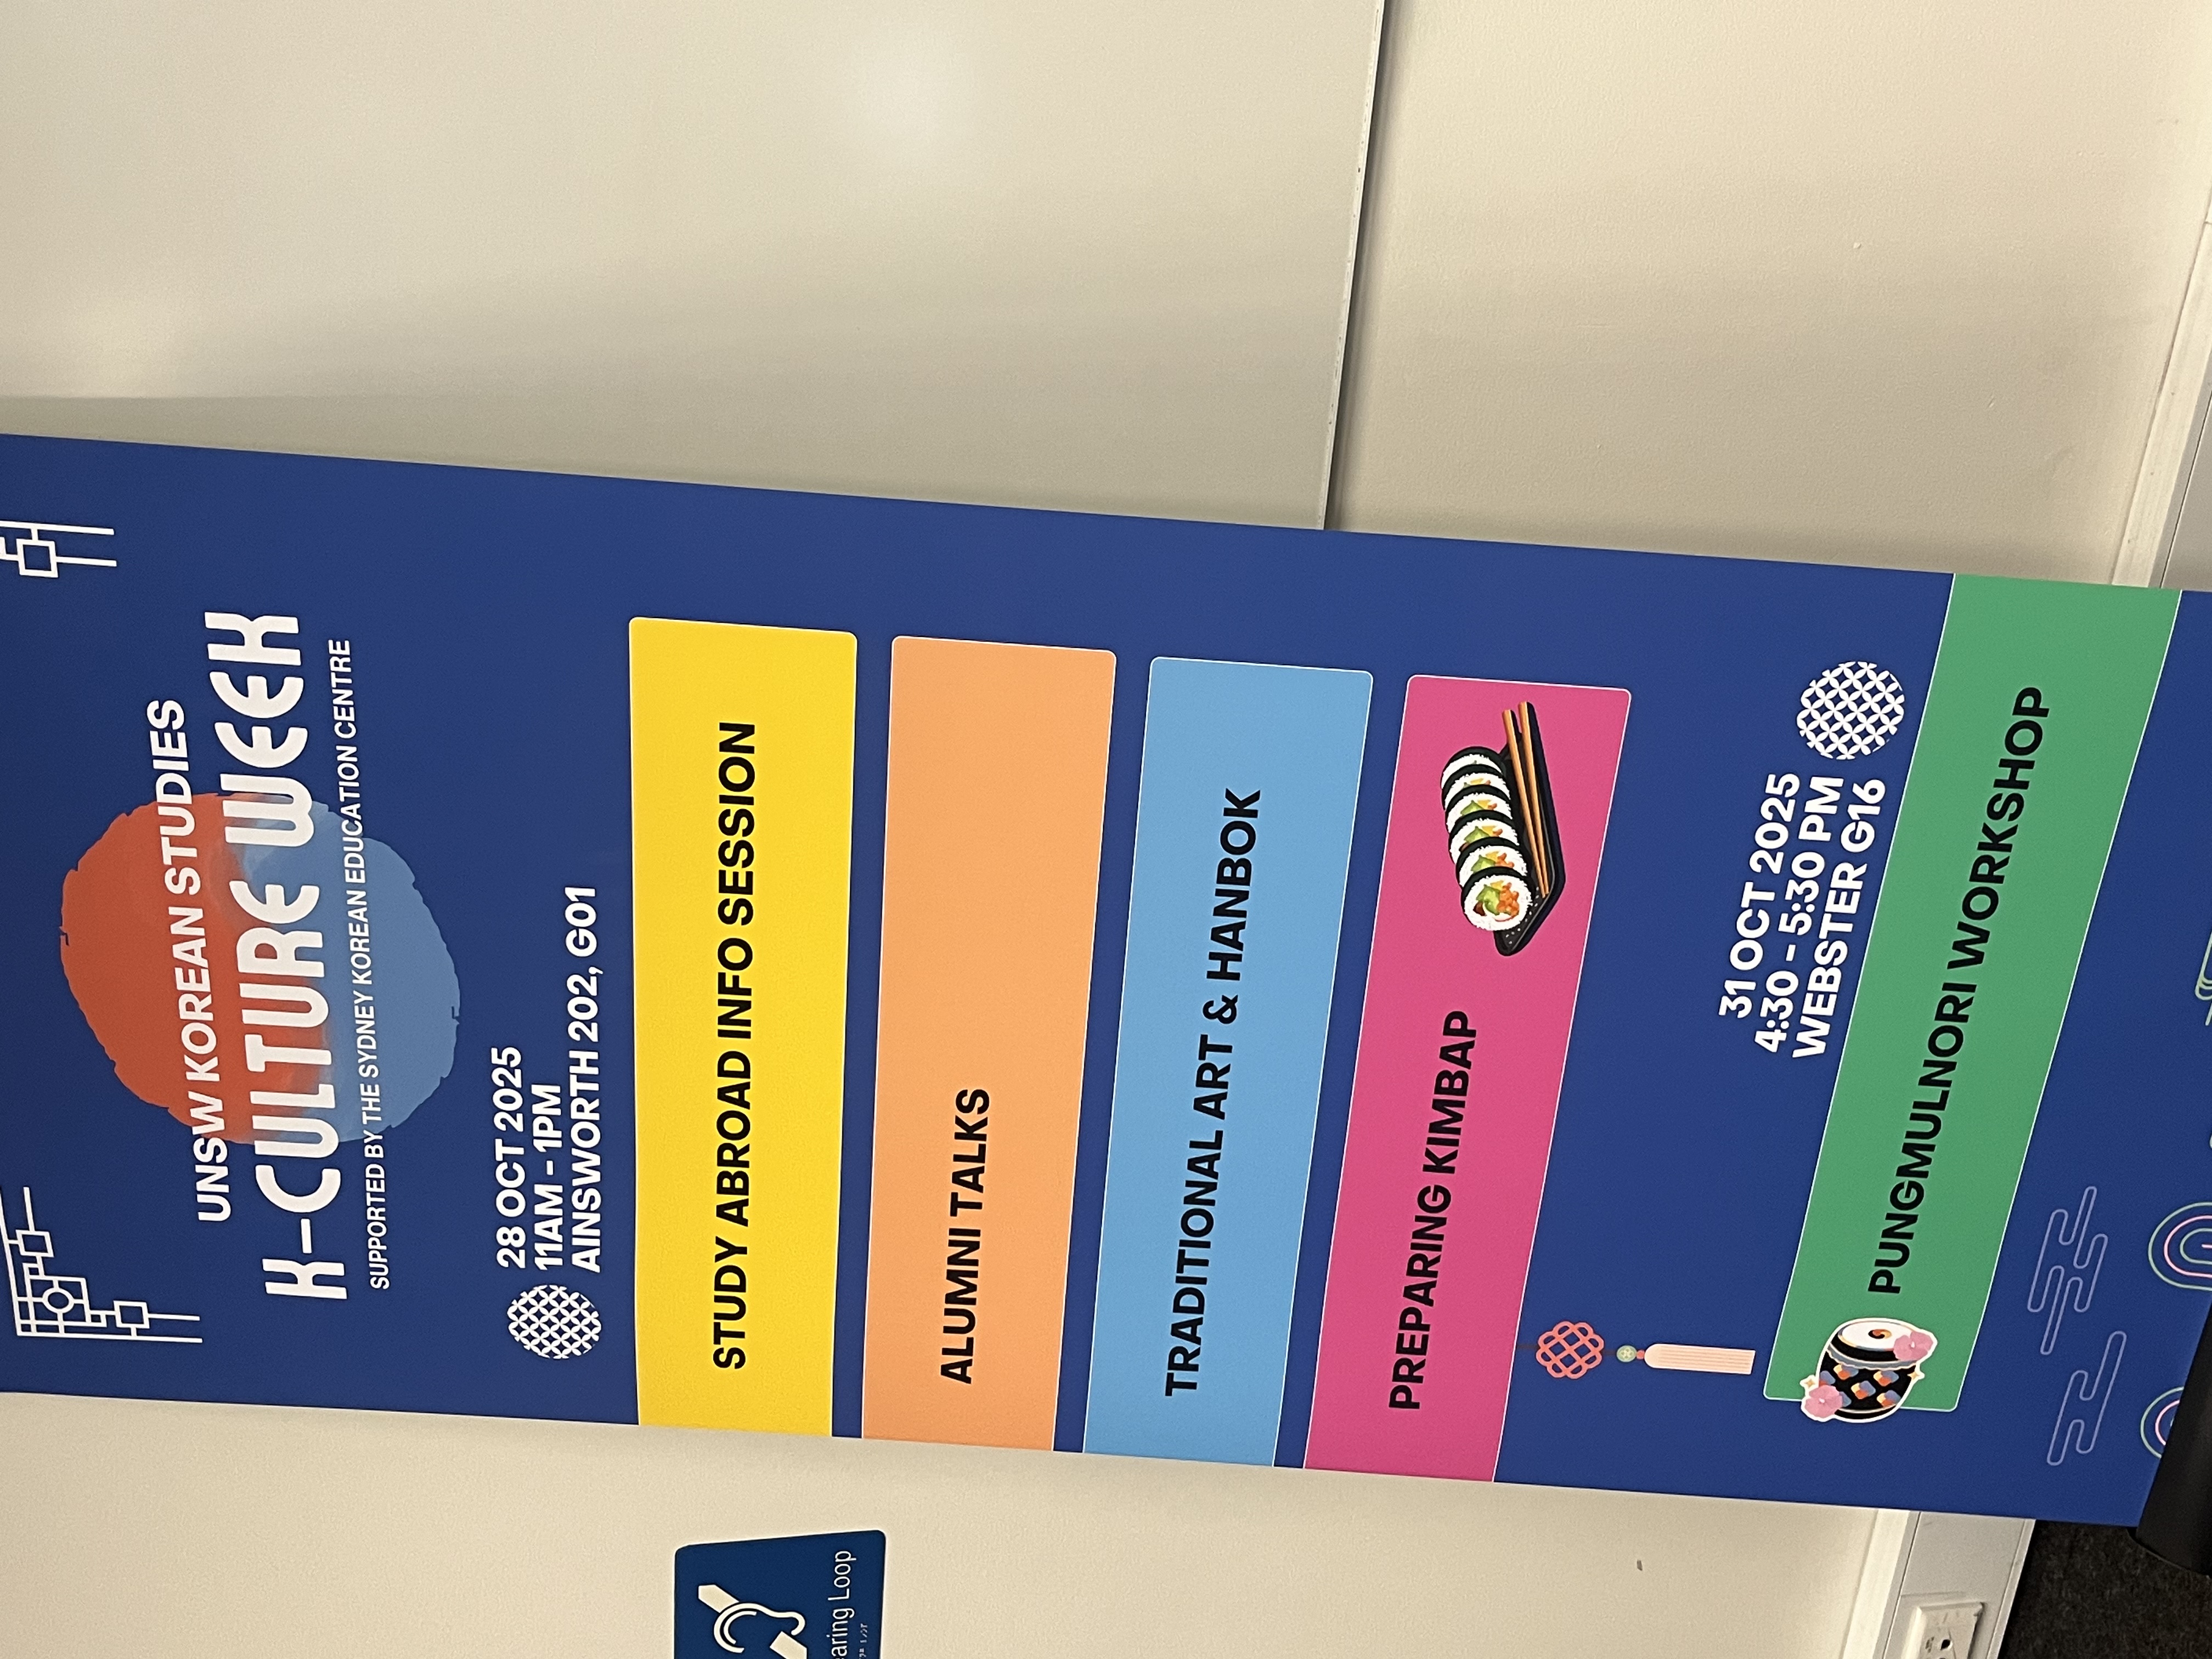 UNSW KOREAN STUDIES
K-CULTURE WEEK
SUPPORTED BY THE SYDNEY KOREAN EDUCATION CENTRE
28 OCT 2025
11AM - 1PM
AINSWORTH 202, G01
STUDY ABROAD INFO SESSION
ALUMNI TALKS
TRADITIONAL ART & HANBOK
PREPARING KIMBAP
31 OCT 2025
4:30 - 5:30 PM
WEBSTER G16
PUNGMULNORI WORKSHOP
aring Loop